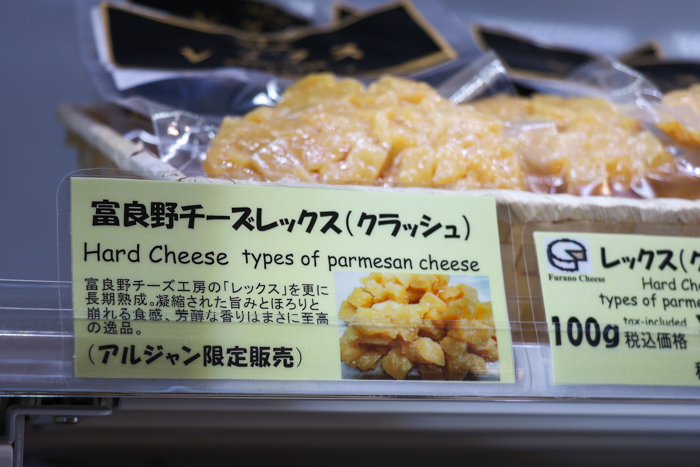 富良野チーズレックス(クラッシュ)
Hard Cheese types of parmesan cheese
富良野チーズ工房の「レックス」を更に
長期熟成。凝縮された旨みとほろりと
崩れる食感、芳醇な香りはまさに至高
の逸品。
(アルジャン限定販売)
Furano Cheese
レックス(
Hard
types of
tax-included
100g 税込価格